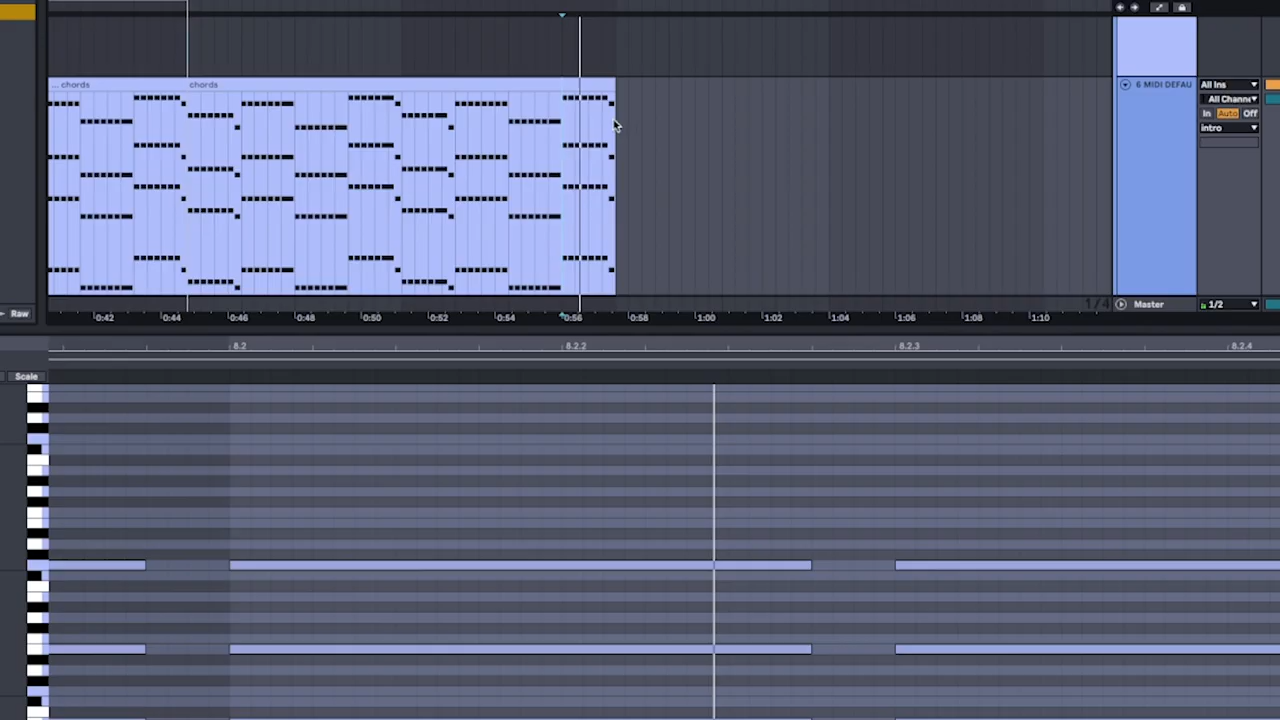 ... chords
chords
6 MIDI DEFAU
All Ins
All Channe
In Auto Off
intro
1/4
Master
1/2
Raw
0:42 0:44 0:46 0:48 0:50 0:52 0:54 0:56 0:58 1:00 1:02 1:04 1:06 1:08 1:10
8.2 8.2.2 8.2.3 8.2.4
Scale